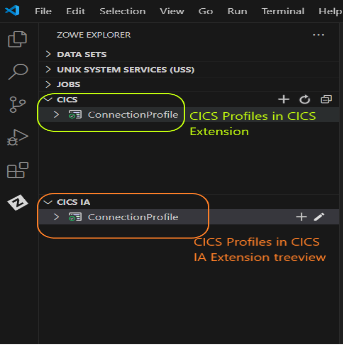 File Edit Selection View Go Run Terminal Help
ZOWE EXPLORER
DATA SETS
UNIX SYSTEM SERVICES (USS)
JOBS
CICS
ConnectionProfile
CICS Profiles in CICS
Extension
CICS IA
ConnectionProfile
CICS Profiles in CICS
IA Extension treeview